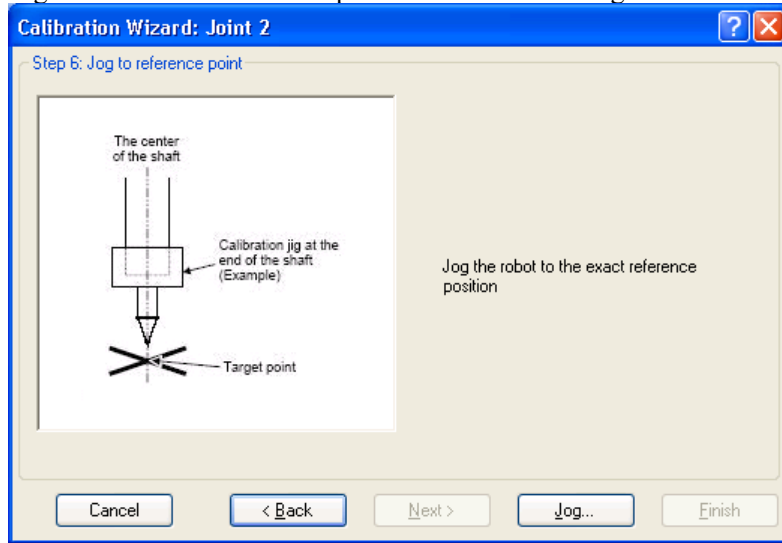 Calibration Wizard: Joint 2
Step 6: Jog to reference point
The center
of the shaft
Calibration jig at the
end of the shaft
(Example)
Target point
Jog the robot to the exact reference
position
Cancel
< Back
Next >
Jog...
Finish